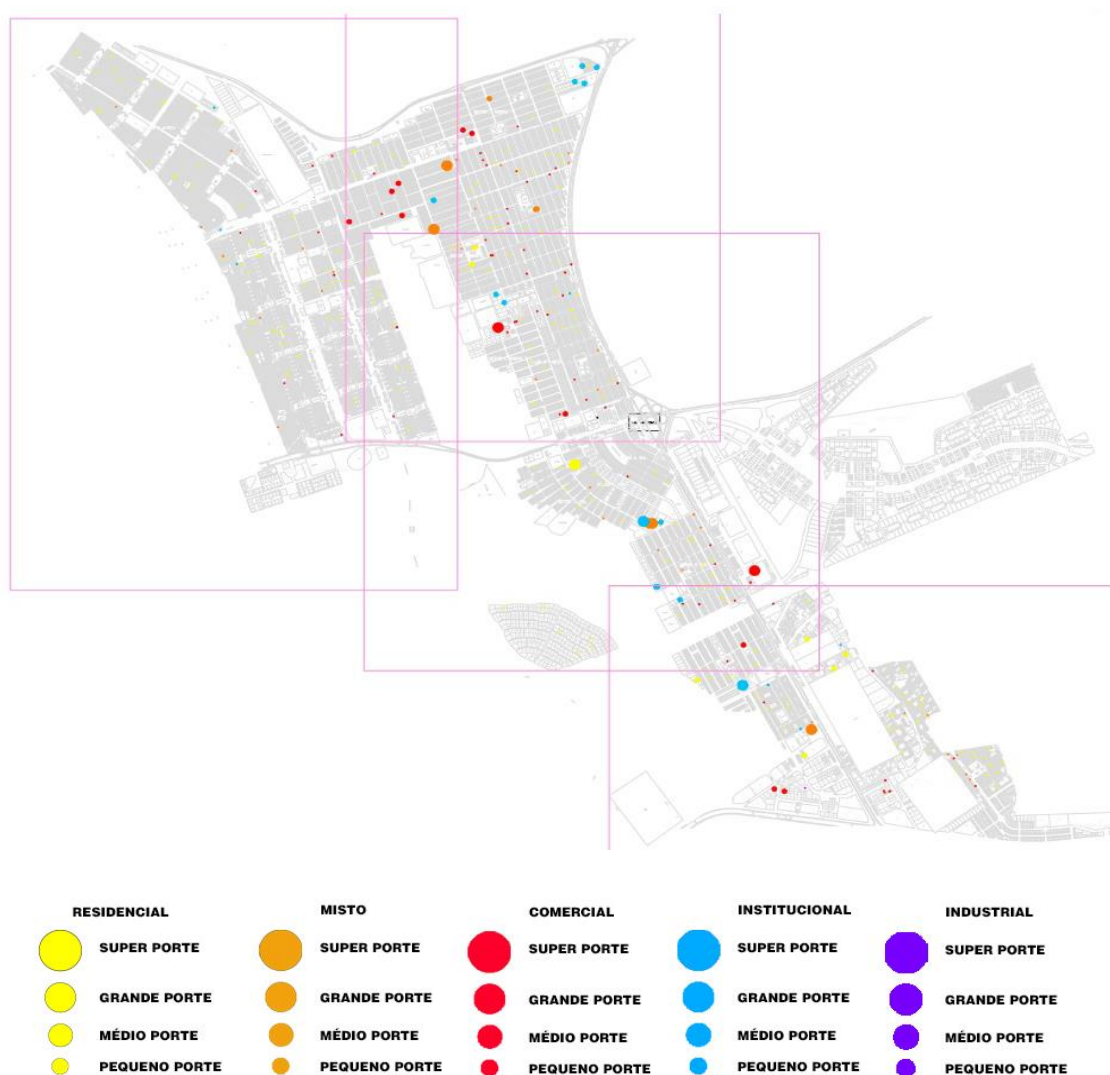 RESIDENCIAL
SUPER PORTE
GRANDE PORTE
MÉDIO PORTE
PEQUENO PORTE
MISTO
SUPER PORTE
GRANDE PORTE
MÉDIO PORTE
PEQUENO PORTE
COMERCIAL
SUPER PORTE
GRANDE PORTE
MÉDIO PORTE
PEQUENO PORTE
INSTITUCIONAL
SUPER PORTE
GRANDE PORTE
MÉDIO PORTE
PEQUENO PORTE
INDUSTRIAL
SUPER PORTE
GRANDE PORTE
MÉDIO PORTE
PEQUENO PORTE